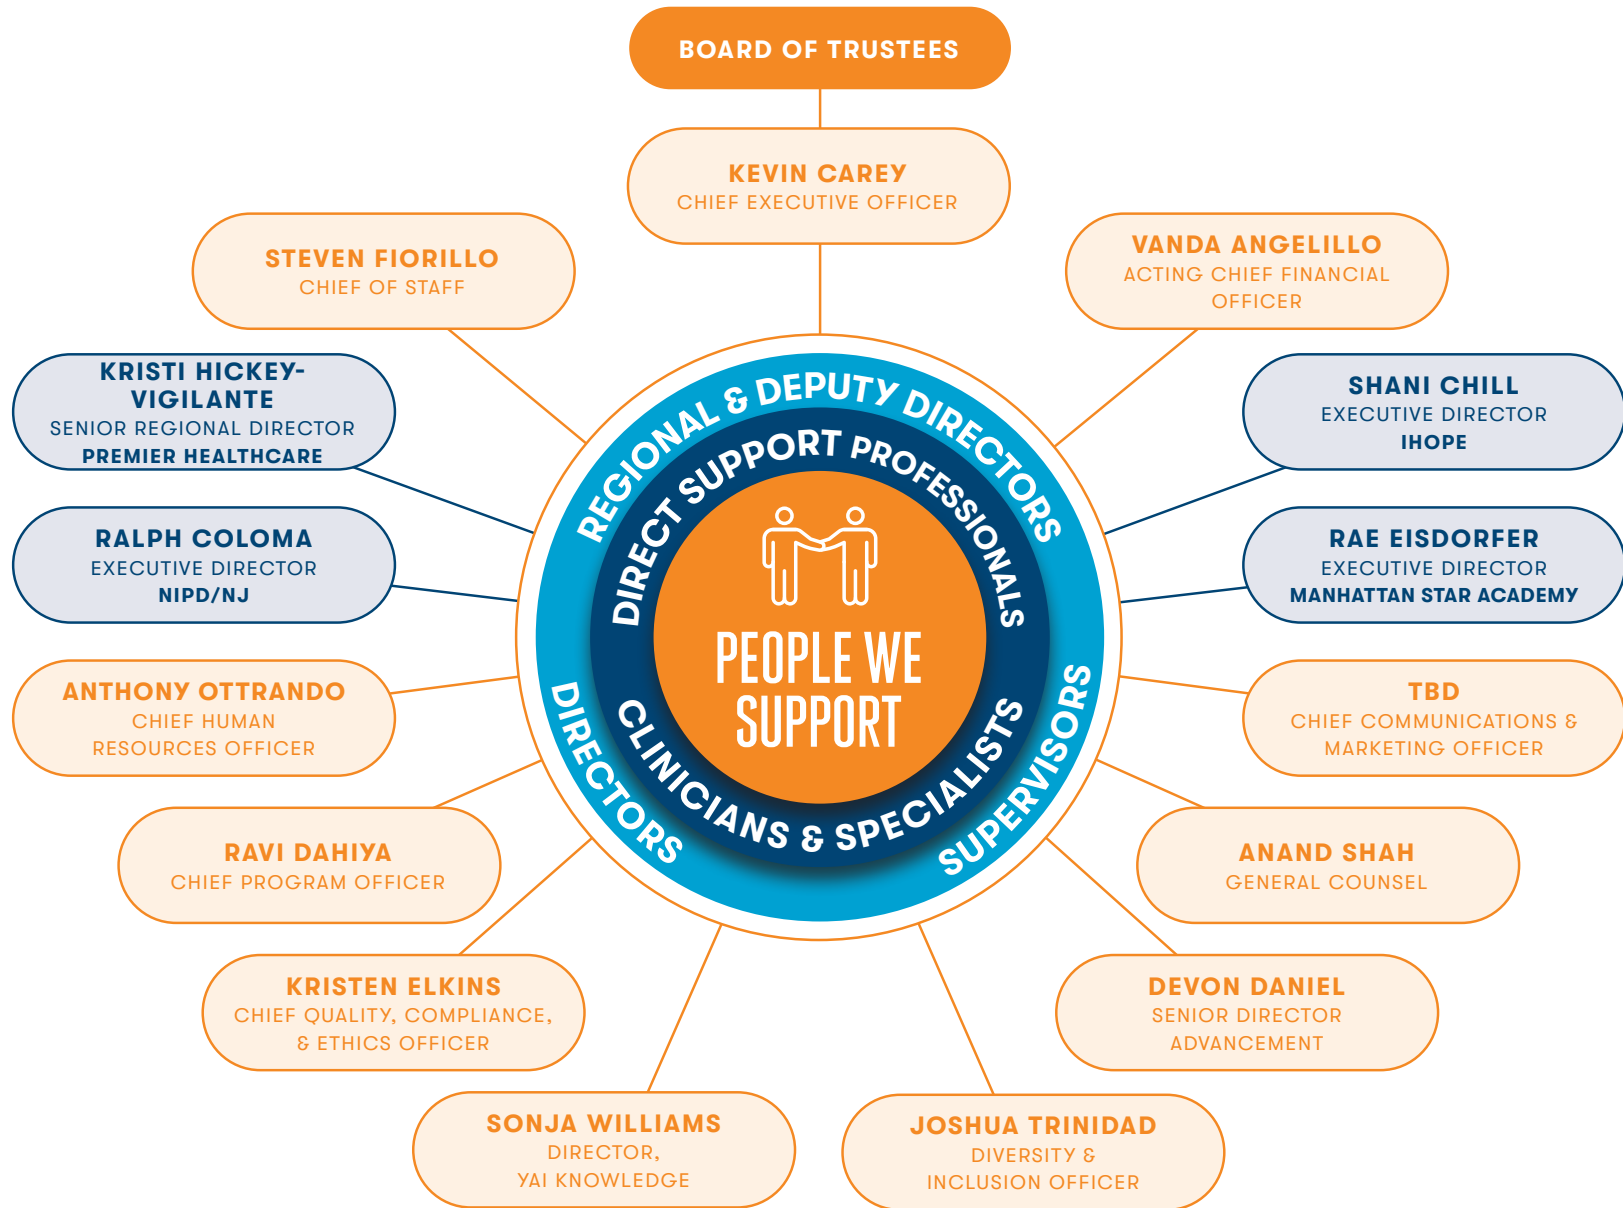 BOARD OF TRUSTEES
KEVIN CAREY
CHIEF EXECUTIVE OFFICER
STEVEN FIORILLO
CHIEF OF STAFF
VANDA ANGELILLO
ACTING CHIEF FINANCIAL
OFFICER
KRISTI HICKEY-
VIGILANTE
SENIOR REGIONAL DIRECTOR
PREMIER HEALTHCARE
SHANI CHILL
EXECUTIVE DIRECTOR
IHOPE
RALPH COLOMA
EXECUTIVE DIRECTOR
NIPD/NJ
RAE EISDORFER
EXECUTIVE DIRECTOR
MANHATTAN STAR ACADEMY
REGIONAL & DEPUTY DIRECTORS
DIRECT SUPPORT PROFESSIONALS
PEOPLE WE
SUPPORT
CLINICIANS & SPECIALISTS
DIRECTORS
SUPERVISORS
ANTHONY OTTRANDO
CHIEF HUMAN
RESOURCES OFFICER
TBD
CHIEF COMMUNICATIONS &
MARKETING OFFICER
RAVI DAHIYA
CHIEF PROGRAM OFFICER
ANAND SHAH
GENERAL COUNSEL
KRISTEN ELKINS
CHIEF QUALITY, COMPLIANCE,
& ETHICS OFFICER
DEVON DANIEL
SENIOR DIRECTOR
ADVANCEMENT
SONJA WILLIAMS
DIRECTOR,
YAI KNOWLEDGE
JOSHUA TRINIDAD
DIVERSITY &
INCLUSION OFFICER